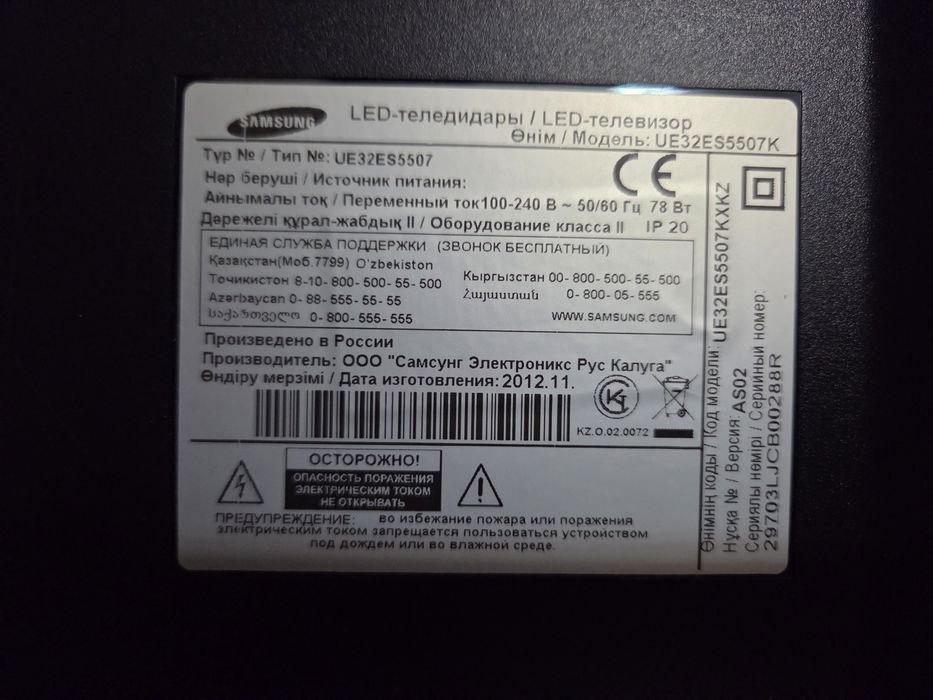 SAMSUNG
LED-теледидары / LED-телевизор
Өнім / Модель: UE32ES5507K
Түр № / Тип №: UE32ES5507
Нәр беруші / Источник питания:
Айнымалы ток / Переменный ток100-240 В ~ 50/60 Гц 78 Вт
Дәрежелі құрал-жабдық II / Оборудование класса II IP 20
ЕДИНАЯ СЛУЖБА ПОДДЕРЖКИ (ЗВОНОК БЕСПЛАТНЫЙ)
Қазақстан(Моб.7799) O'zbekiston
Тоҷикистон 8-10-800-500-55-500
Кыргызстан 00-800-500-55-500
Azərbaycan 0-88-555-55-55
Հայաստան 0-800-05-555
საქართველო 0-800-555-555
WWW.SAMSUNG.COM
Произведено в России
Производитель: ООО "Самсунг Электроникс Рус Калуга"
Өндіру мерзімі / Дата изготовления: 2012.11.
KZ.O.02.0072
ОСТОРОЖНО!
ОПАСНОСТЬ ПОРАЖЕНИЯ
ЭЛЕКТРИЧЕСКИМ ТОКОМ
НЕ ОТКРЫВАТЬ
ПРЕДУПРЕЖДЕНИЕ: во избежание пожара или поражения
электрическим током запрещается пользоваться устройством
под дождем или во влажной среде.
Өнімнің коды / Код модели: UE32ES5507KXKZ
Нұсқа № / Версия: AS02
Сериялы нөмірі / Серийный номер:
29703LJCB00288R